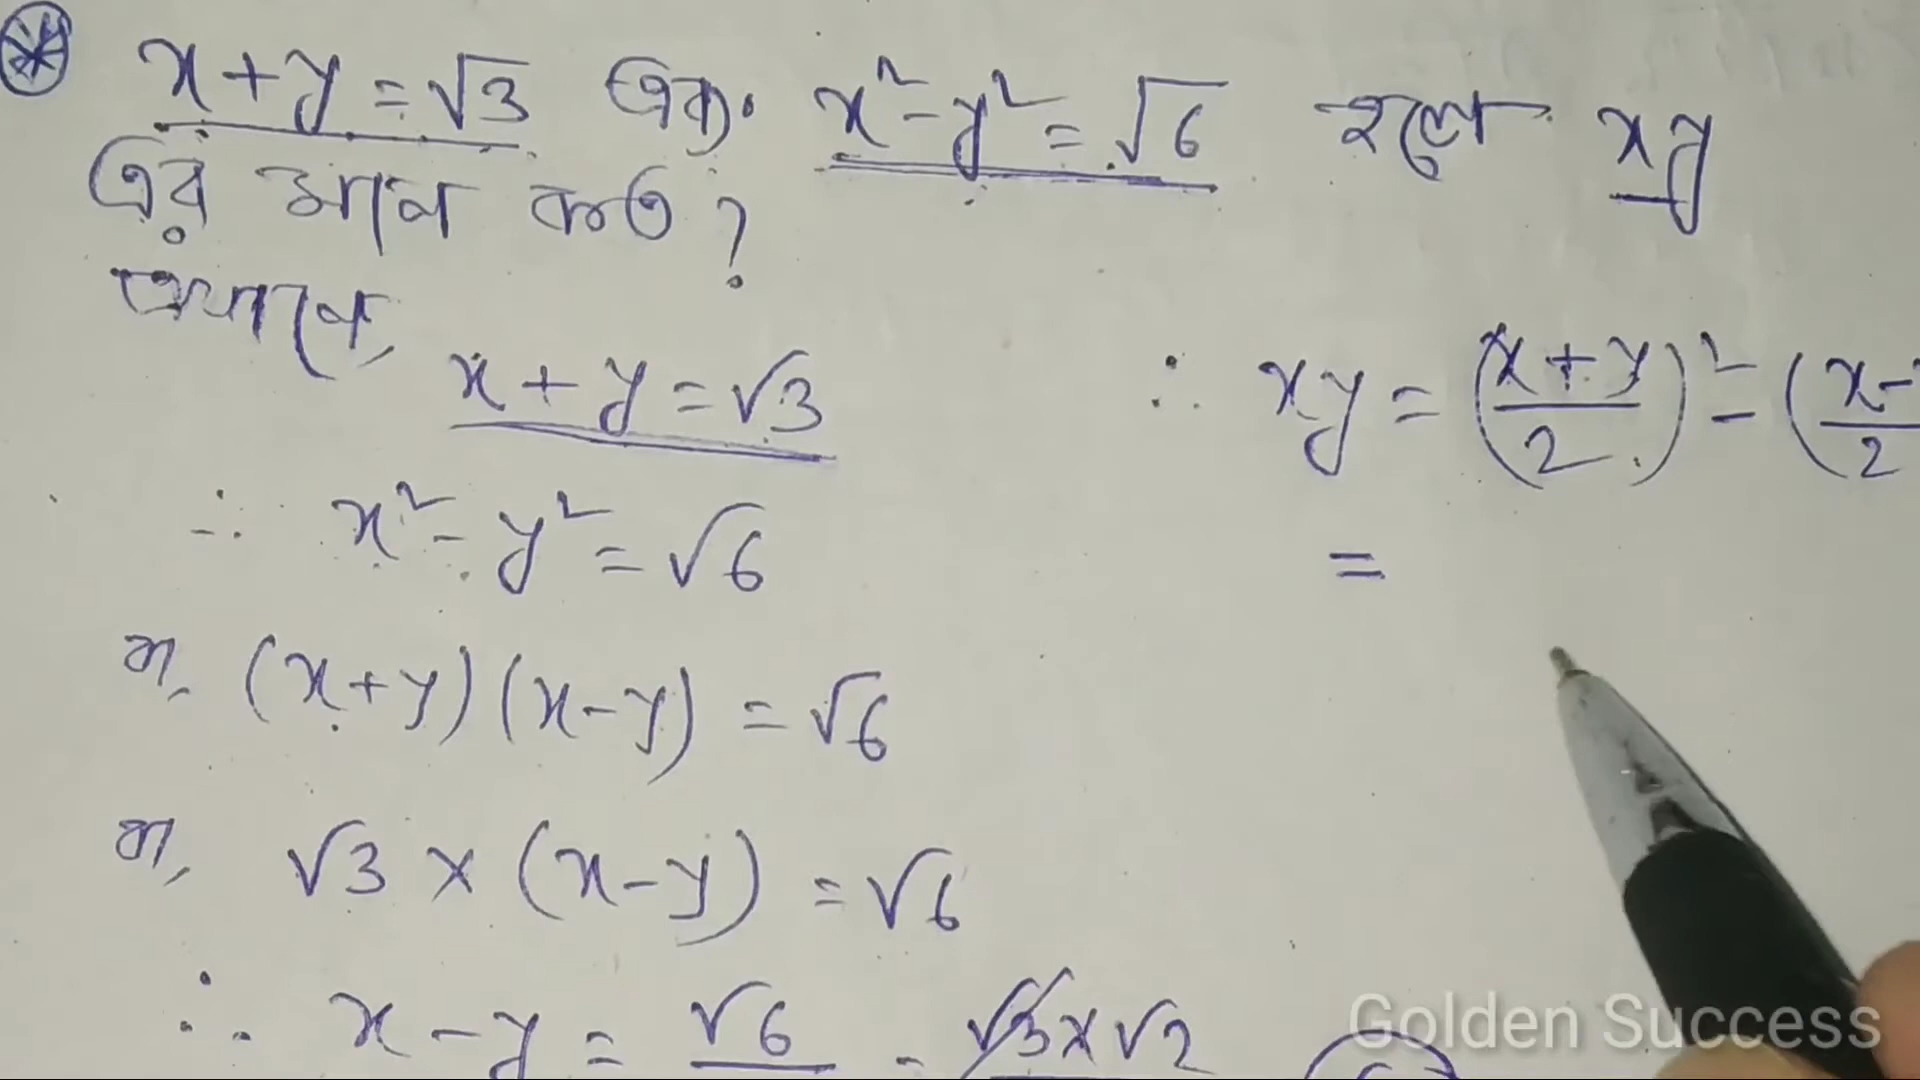 x + y = √3 এবং x² - y² = √6 হলে xy
এর মান কত ?
এখানে,
x + y = √3
∴ x² - y² = √6
বা, (x+y) (x-y) = √6
বা, √3 × (x-y) = √6
∴ x - y = √6 = √3×√2
∴ xy = (x+y/2)² - (x-/2
=
Golden Success